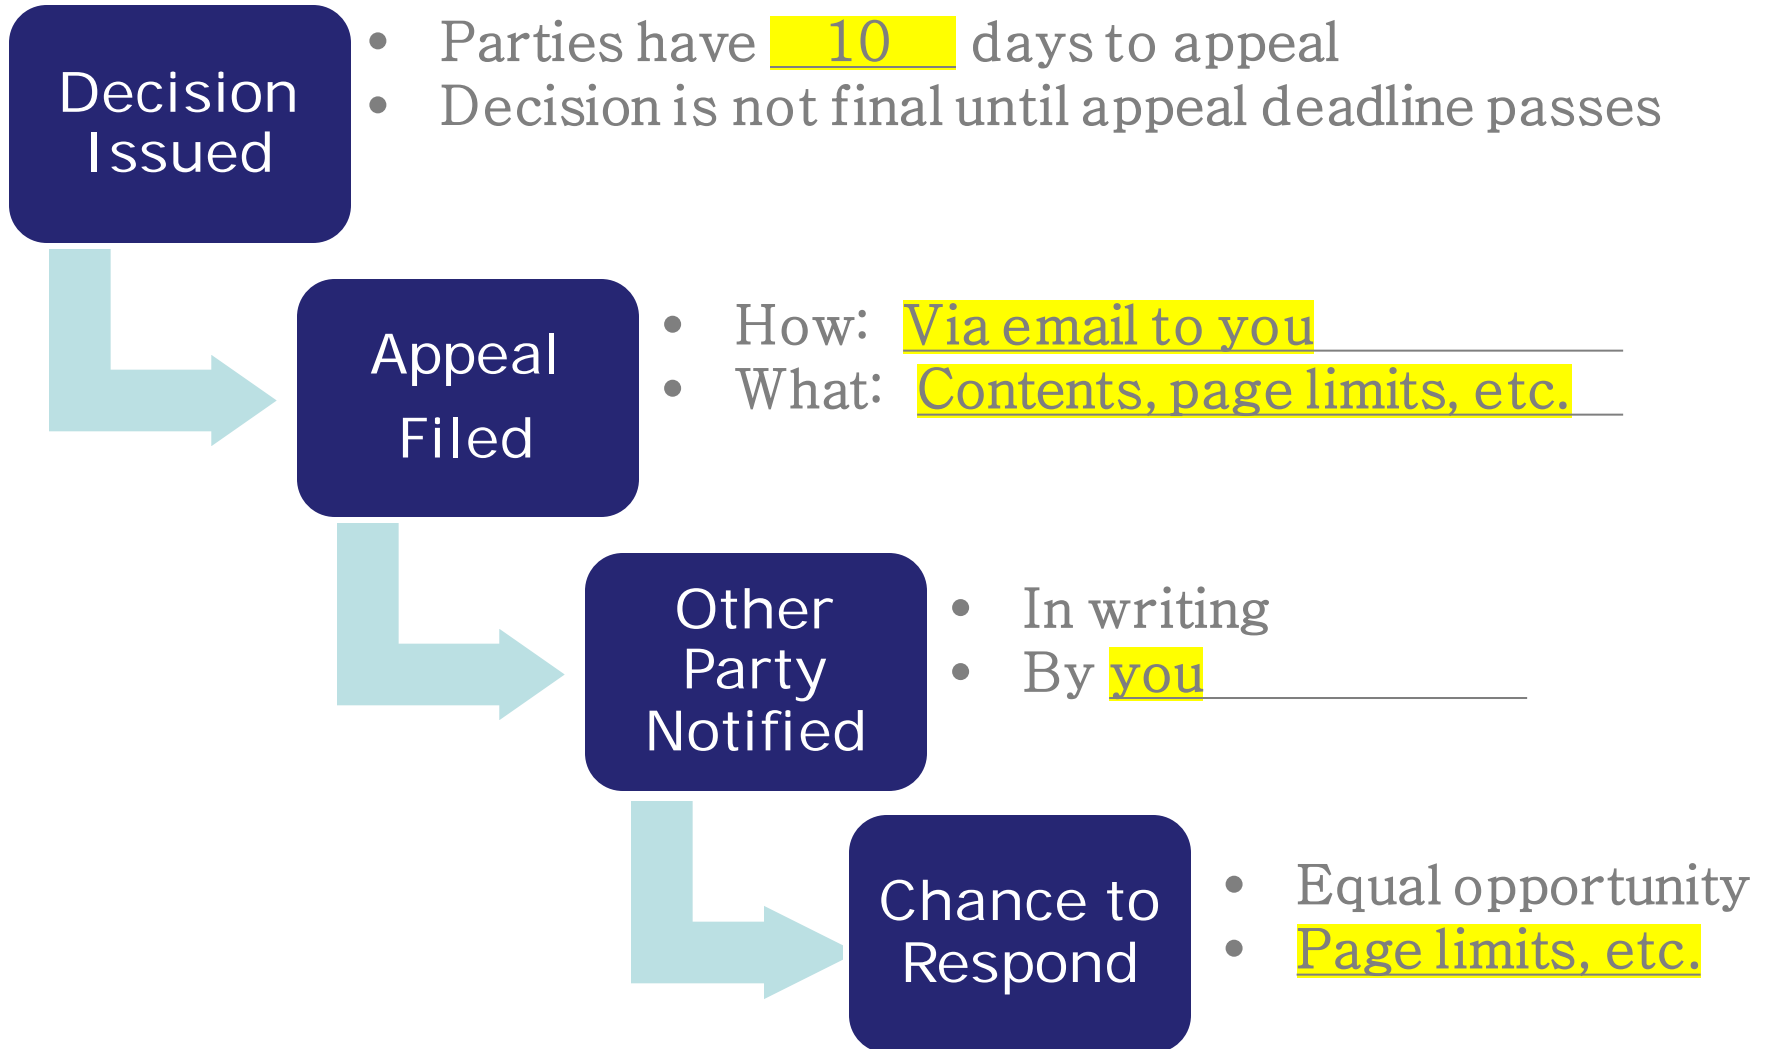 Decision
Issued
• Parties have 10 days to appeal
• Decision is not final until appeal deadline passes
Appeal
Filed
• How: Via email to you
• What: Contents, page limits, etc.
Other
Party
Notified
• In writing
• By you
Chance to
Respond
• Equal opportunity
• Page limits, etc.